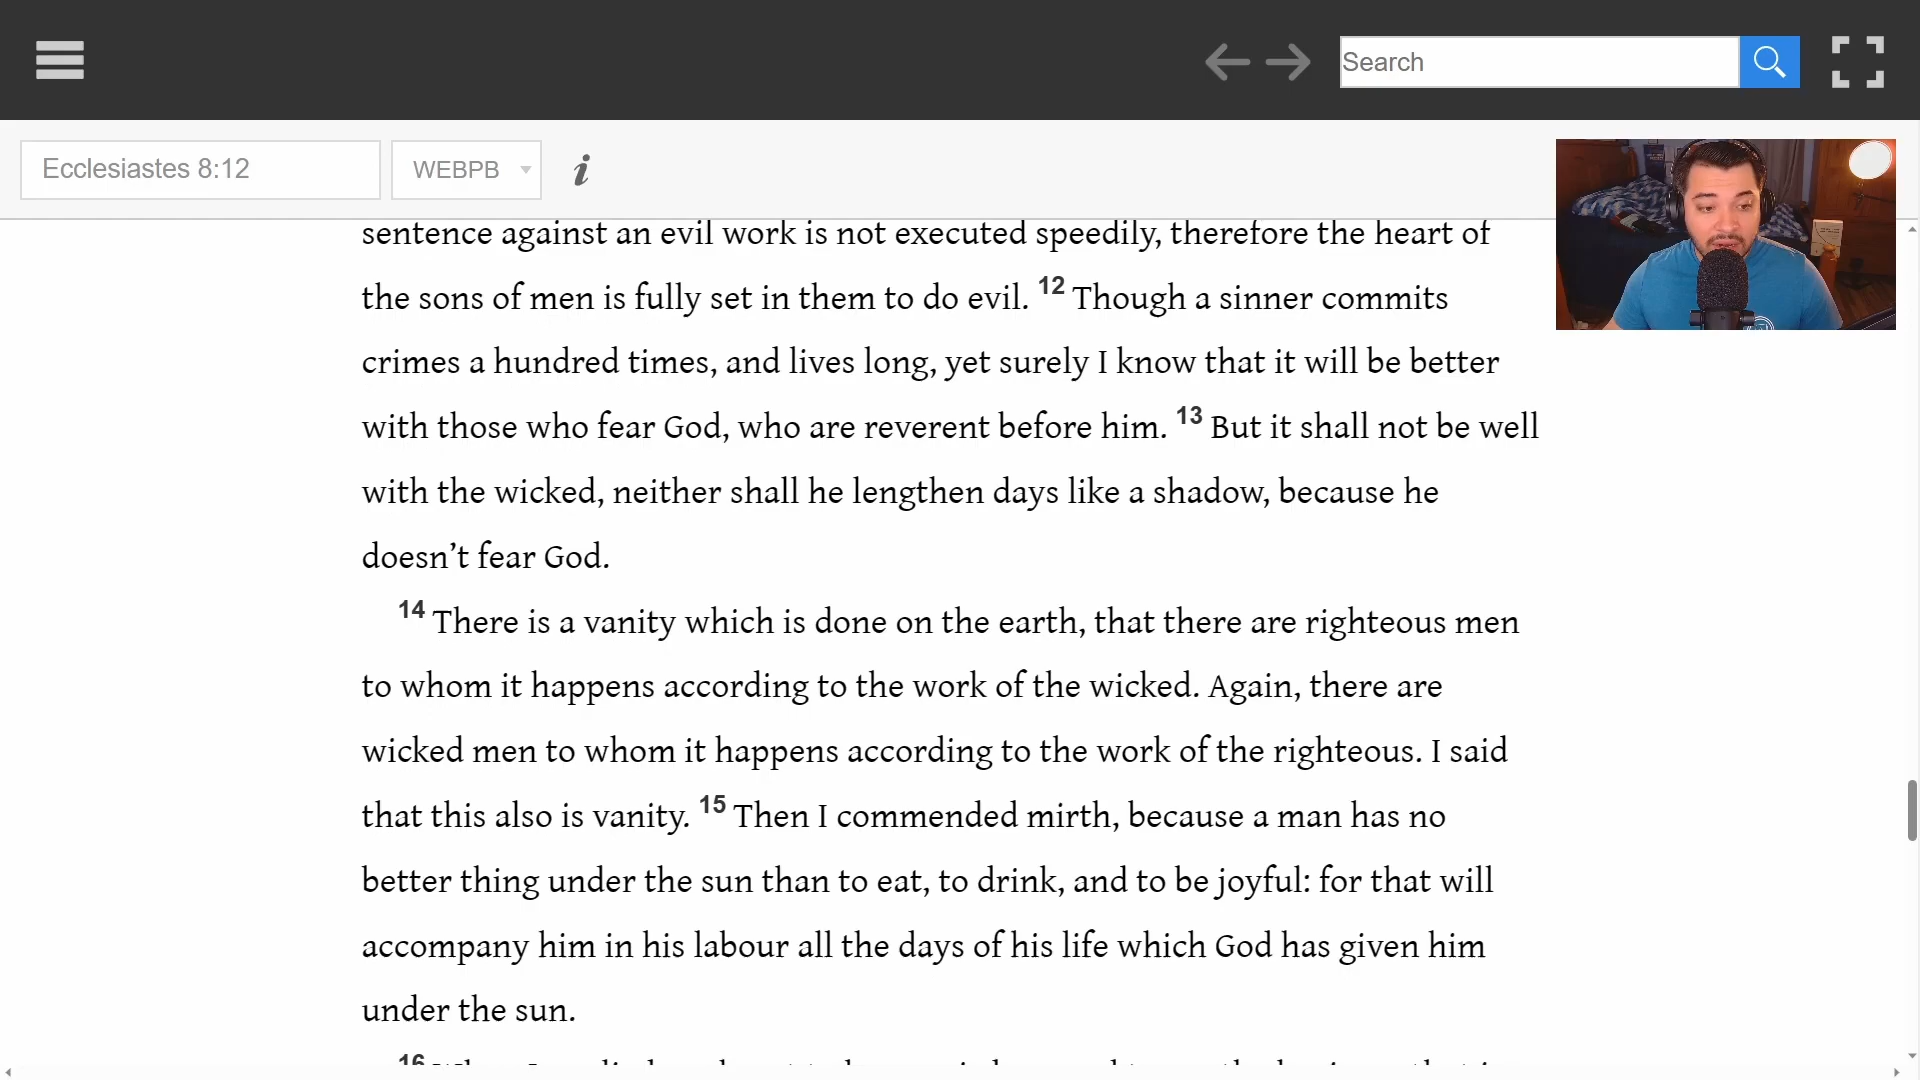 Search
Ecclesiastes 8:12
WEBPB
i
sentence against an evil work is not executed speedily, therefore the heart of
the sons of men is fully set in them to do evil. 12 Though a sinner commits
crimes a hundred times, and lives long, yet surely I know that it will be better
with those who fear God, who are reverent before him. 13 But it shall not be well
with the wicked, neither shall he lengthen days like a shadow, because he
doesn’t fear God.
14 There is a vanity which is done on the earth, that there are righteous men
to whom it happens according to the work of the wicked. Again, there are
wicked men to whom it happens according to the work of the righteous. I said
that this also is vanity. 15 Then I commended mirth, because a man has no
better thing under the sun than to eat, to drink, and to be joyful: for that will
accompany him in his labour all the days of his life which God has given him
under the sun.
16